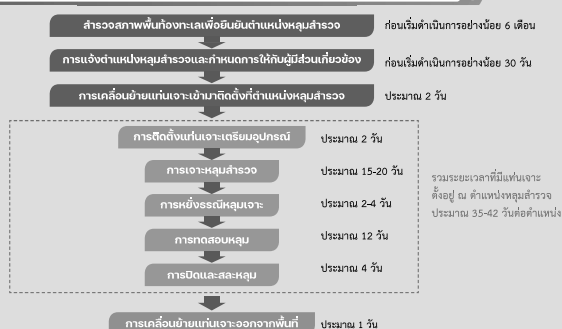 สำรวจสภาพพื้นท้องทะเลเพื่อยืนยันตำแหน่งหลุมสำรวจ ก่อนเริ่มดำเนินการอย่างน้อย 6 เดือน
การแจ้งตำแหน่งหลุมสำรวจและกำหนดการให้กับผู้มีส่วนเกี่ยวข้อง ก่อนเริ่มดำเนินการอย่างน้อย 30 วัน
การเคลื่อนย้ายแท่นเจาะเข้ามาติดตั้งที่ตำแหน่งหลุมสำรวจ ประมาณ 2 วัน
การติดตั้งแท่นเจาะเตรียมอุปกรณ์ ประมาณ 2 วัน
การเจาะหลุมสำรวจ ประมาณ 15-20 วัน
การหยั่งธรณีหลุมเจาะ ประมาณ 2-4 วัน
การทดสอบหลุม ประมาณ 12 วัน
การปิดและสละหลุม ประมาณ 4 วัน
รวมระยะเวลาที่มีแท่นเจาะ
ตั้งอยู่ ณ ตำแหน่งหลุมสำรวจ
ประมาณ 35-42 วันต่อตำแหน่ง
การเคลื่อนย้ายแท่นเจาะออกจากพื้นที่ ประมาณ 1 วัน